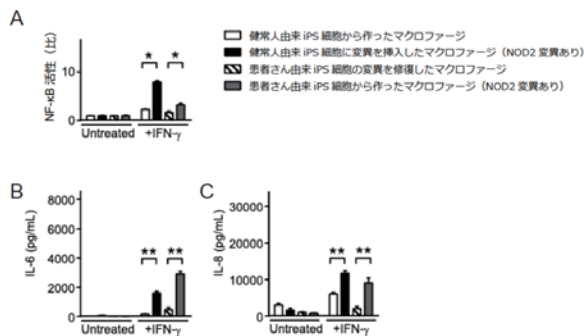 A
健常人由来 iPS 細胞から作ったマクロファージ
健常人由来 iPS 細胞に変異を挿入したマクロファージ（NOD2 変異あり）
患者さん由来 iPS 細胞の変異を修復したマクロファージ
患者さん由来 iPS 細胞から作ったマクロファージ（NOD2 変異あり）
NF-κB 活性（比）
10
0
* *
Untreated +IFN-γ
B
IL-6 (pg/mL)
8000
6000
4000
2000
0
** **
Untreated +IFN-γ
C
IL-8 (pg/mL)
30000
20000
10000
0
** **
Untreated +IFN-γ